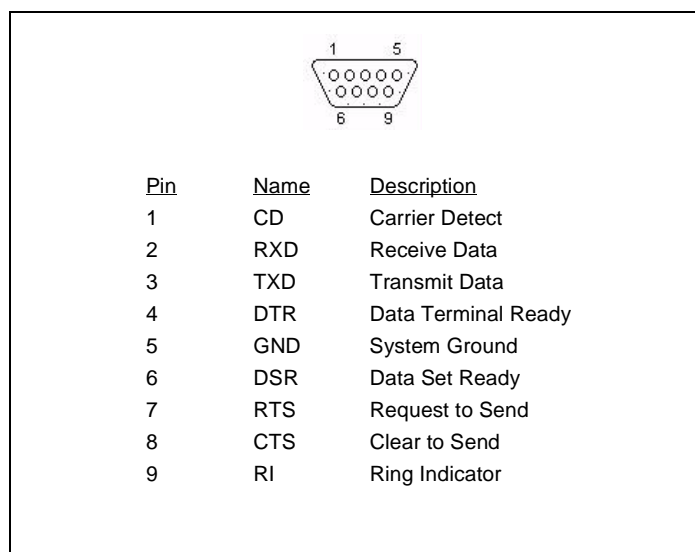 1 5
6 9
Pin Name Description
1 CD Carrier Detect
2 RXD Receive Data
3 TXD Transmit Data
4 DTR Data Terminal Ready
5 GND System Ground
6 DSR Data Set Ready
7 RTS Request to Send
8 CTS Clear to Send
9 RI Ring Indicator